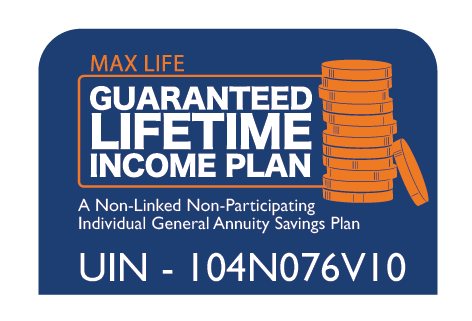 MAX LIFE
GUARANTEED
LIFETIME
INCOME PLAN
A Non-Linked Non-Participating
Individual General Annuity Savings Plan
UIN - 104N076V10